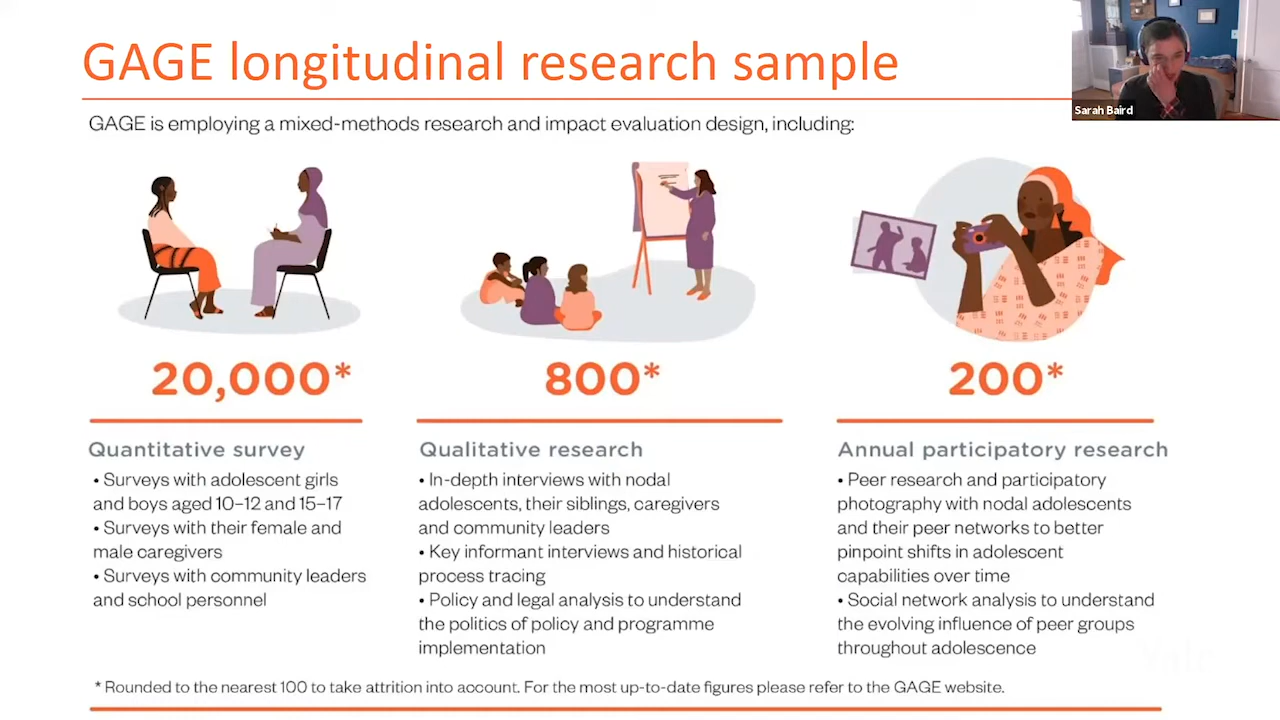 GAGE longitudinal research sample
Sarah Baird
GAGE is employing a mixed-methods research and impact evaluation design, including:
20,000*
Quantitative survey
• Surveys with adolescent girls
and boys aged 10–12 and 15–17
• Surveys with their female and
male caregivers
• Surveys with community leaders
and school personnel
800*
Qualitative research
• In-depth interviews with nodal
adolescents, their siblings, caregivers
and community leaders
• Key informant interviews and historical
process tracing
• Policy and legal analysis to understand
the politics of policy and programme
implementation
200*
Annual participatory research
• Peer research and participatory
photography with nodal adolescents
and their peer networks to better
pinpoint shifts in adolescent
capabilities over time
• Social network analysis to understand
the evolving influence of peer groups
throughout adolescence
* Rounded to the nearest 100 to take attrition into account. For the most up-to-date figures please refer to the GAGE website.